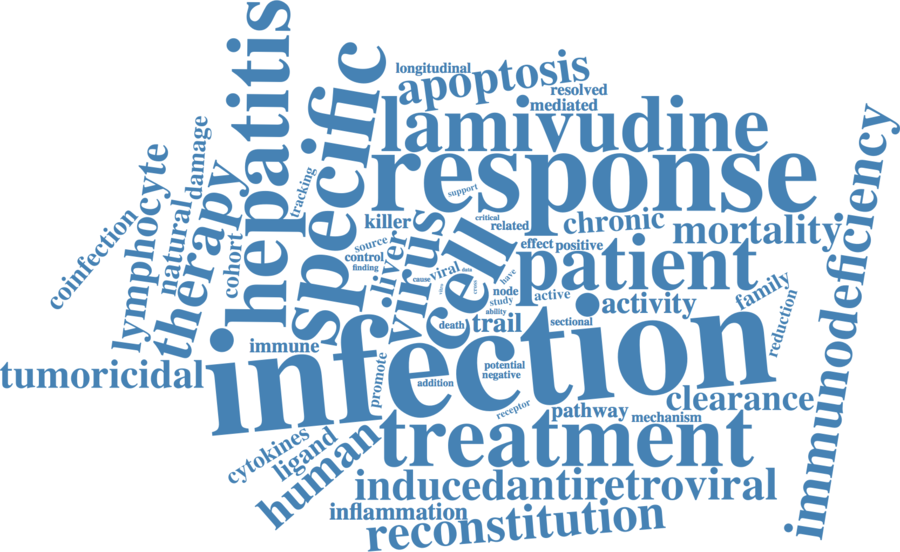 longitudinal
apoptosis
resolved
mediated
hepatitis
specific
lamivudine
response
support
tracking
damage
natural
lymphocyte
therapy
coinfection
cohort
killer
source
control
finding
liver
virus
cell
critical
related
chronic
mortality
effect
positive
patient
immunodeficiency
cause
viral
data
have
node
study
ability
active
activity
family
reduction
death
trail
sectional
immune
infection
tumoricidal
promote
potential
negative
addition
receptor
pathway
clearance
mechanism
cytokines
ligand
human
treatment
induced
antiretroviral
inflammation
reconstitution